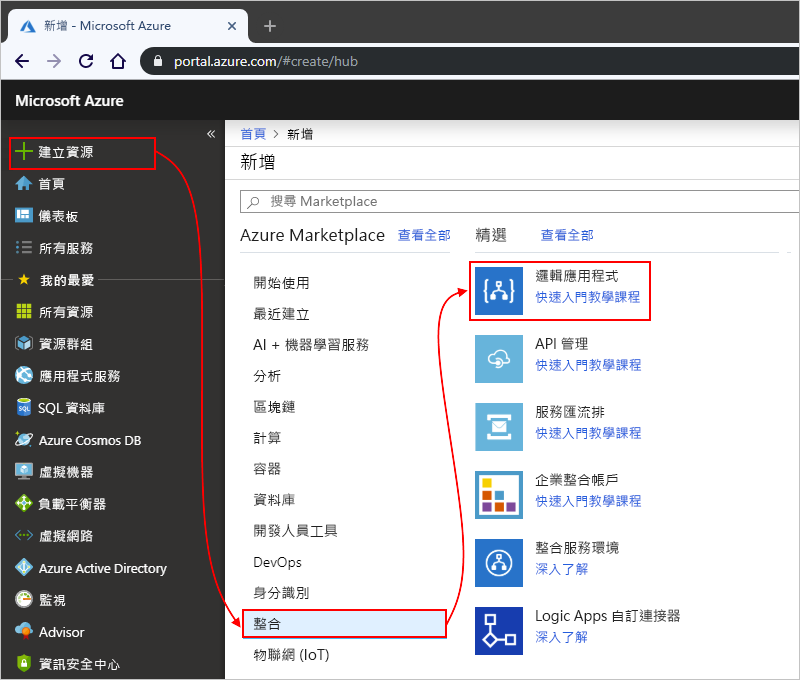 新增 - Microsoft Azure
portal.azure.com/#create/hub
Microsoft Azure
«
建立資源
首頁
儀表板
所有服務
我的最愛
所有資源
資源群組
應用程式服務
SQL 資料庫
Azure Cosmos DB
虛擬機器
負載平衡器
虛擬網路
Azure Active Directory
監視
Advisor
資訊安全中心
首頁 > 新增
新增
搜尋 Marketplace
Azure Marketplace 查看全部
開始使用
最近建立
AI + 機器學習服務
分析
區塊鏈
計算
容器
資料庫
開發人員工具
DevOps
身分識別
整合
物聯網 (IoT)
精選 查看全部
邏輯應用程式
快速入門教學課程
API 管理
快速入門教學課程
服務匯流排
快速入門教學課程
企業整合帳戶
快速入門教學課程
整合服務環境
深入了解
Logic Apps 自訂連接器
深入了解